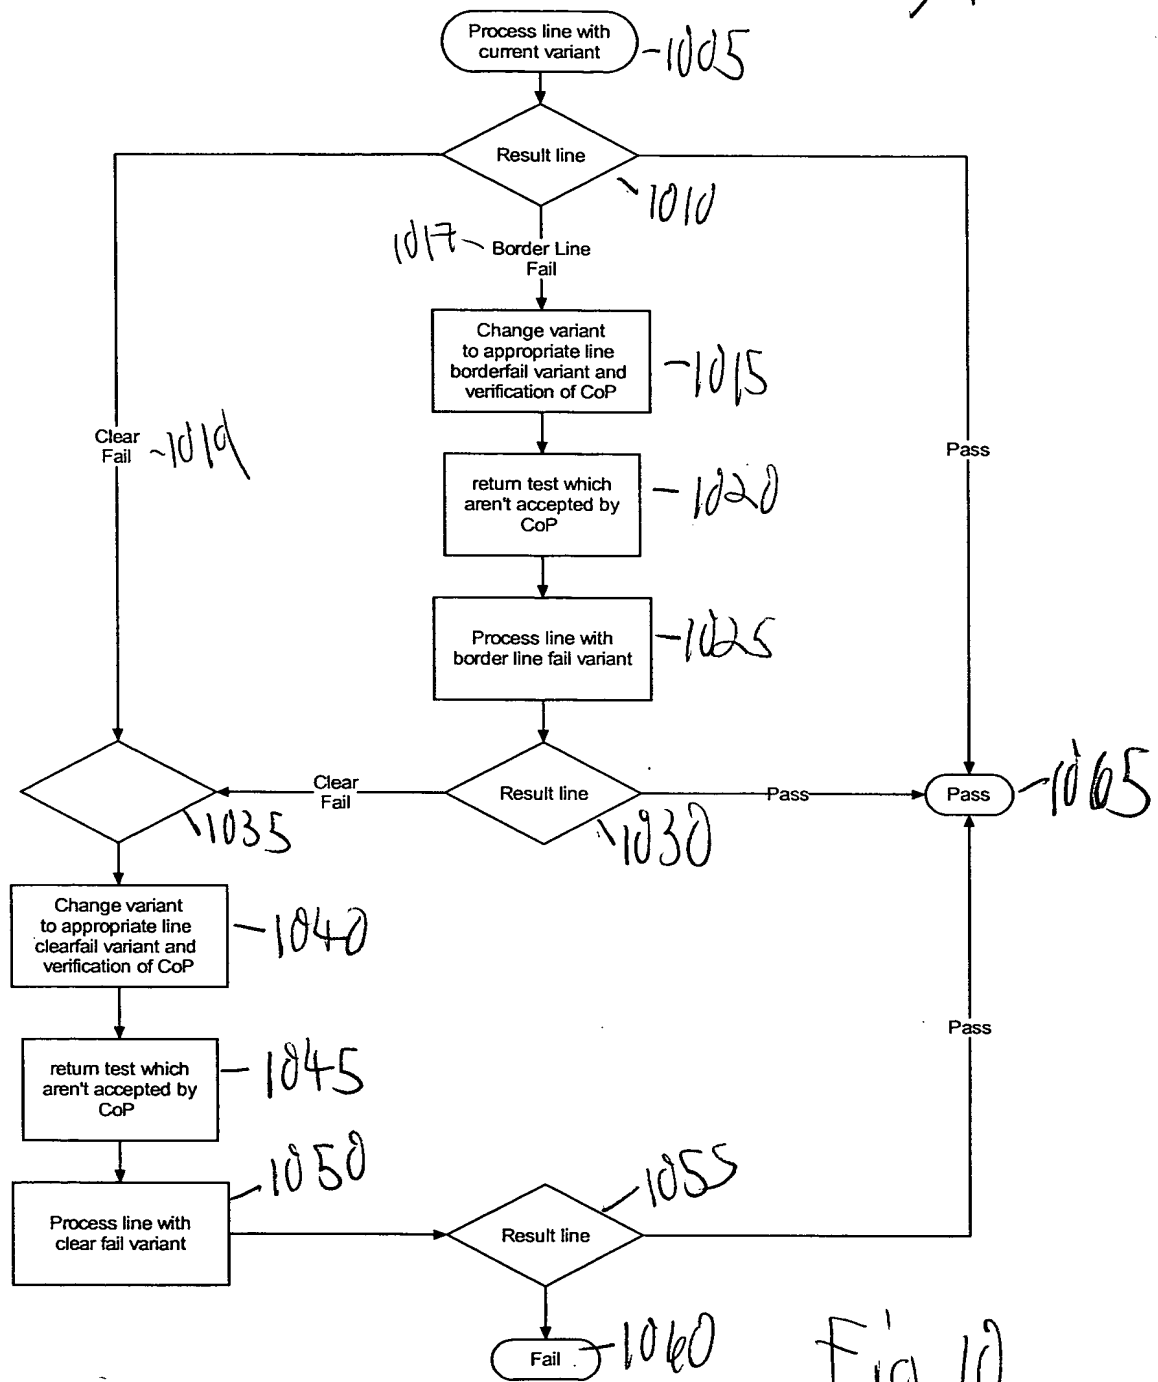 Process line with
current variant
1005
Result line
1010
1017
Border Line
Fail
Change variant
to appropriate line
borderfail variant and
verification of CoP
1015
Clear
Fail
1019
Pass
return test which
aren't accepted by
CoP
1020
Process line with
border line fail variant
1025
Clear
Fail
Result line
Pass
Pass
1065
1035
1030
Change variant
to appropriate line
clearfail variant and
verification of CoP
1040
Pass
return test which
aren't accepted by
CoP
1045
1050
Process line with
clear fail variant
1055
Result line
Fail
1060
Fig 10